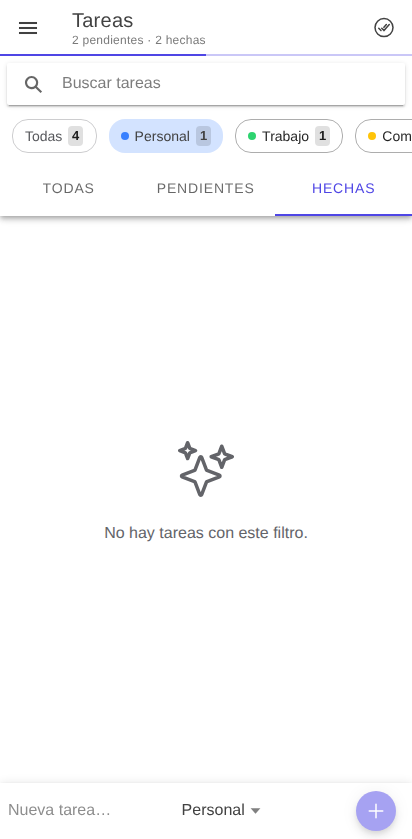 Tareas
2 pendientes · 2 hechas
Buscar tareas
Todas 4 Personal 1 Trabajo 1 Com
TODAS PENDIENTES HECHAS
No hay tareas con este filtro.
Nueva tarea… Personal